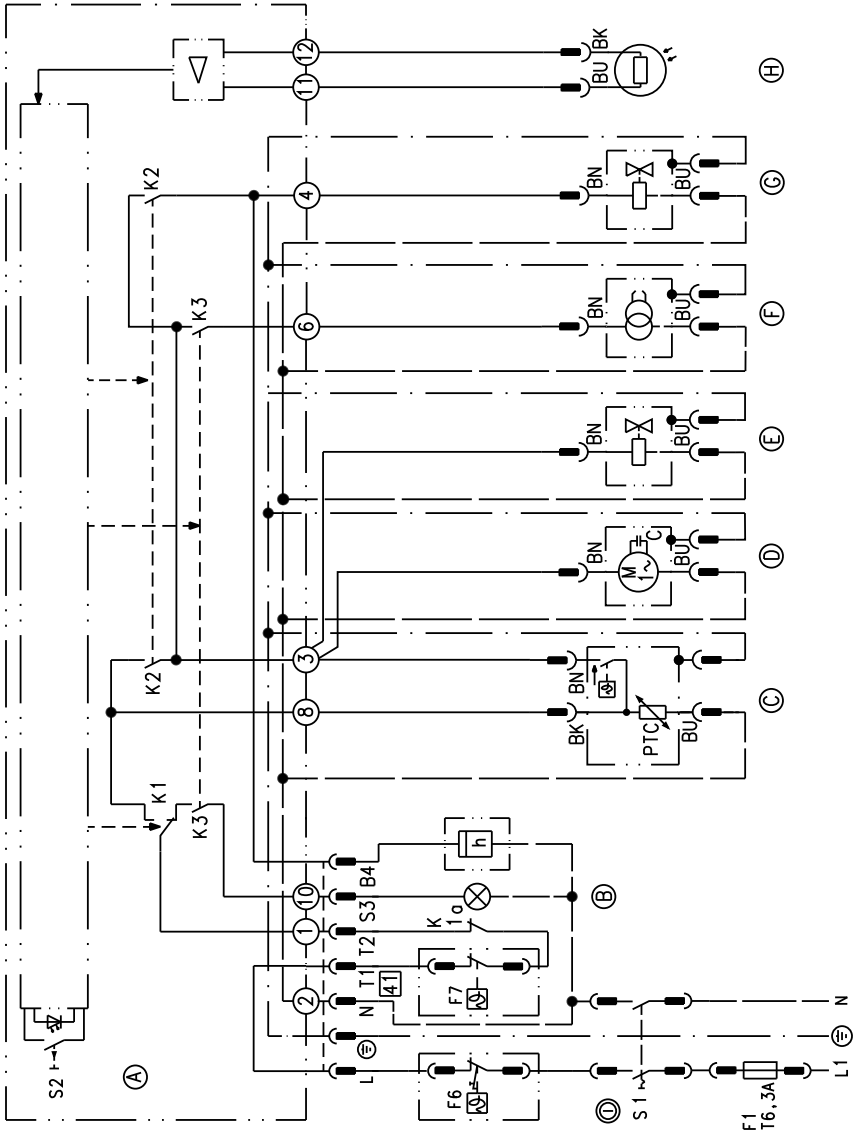 12
BK
11
BU
H
K2
4
BN
BU
G
K3
6
BN
BU
F
BN
BU
E
BN
M
1~
C
BU
D
K2
3
BN
8
BK
PTC
BU
C
K1
K3
h
B4
10
S3
B
1
K
1a
T2
T1
41
F7
ϑ
2
N
N
S2
A
L
F6
ϑ
I
S1
F1
T6,3A
L1